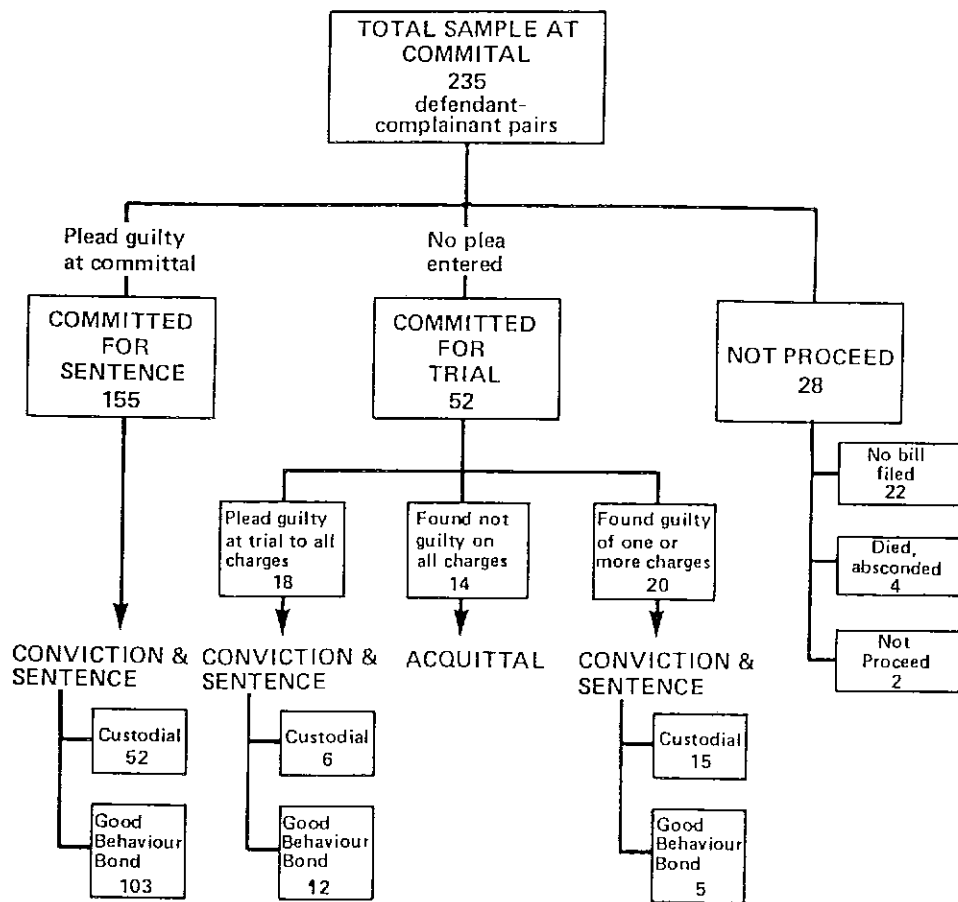 TOTAL SAMPLE AT
COMMITAL
235
defendant-
complainant pairs
Plead guilty
at committal
No plea
entered
COMMITTED
FOR
SENTENCE
155
COMMITTED
FOR
TRIAL
52
NOT PROCEED
28
No bill
filed
22
Died,
absconded
4
Not
Proceed
2
Plead guilty
at trial to all
charges
18
Found not
guilty on
all charges
14
Found guilty
of one or
more charges
20
CONVICTION &
SENTENCE
Custodial
52
Good
Behaviour
Bond
103
CONVICTION &
SENTENCE
Custodial
6
Good
Behaviour
Bond
12
ACQUITTAL
CONVICTION &
SENTENCE
Custodial
15
Good
Behaviour
Bond
5